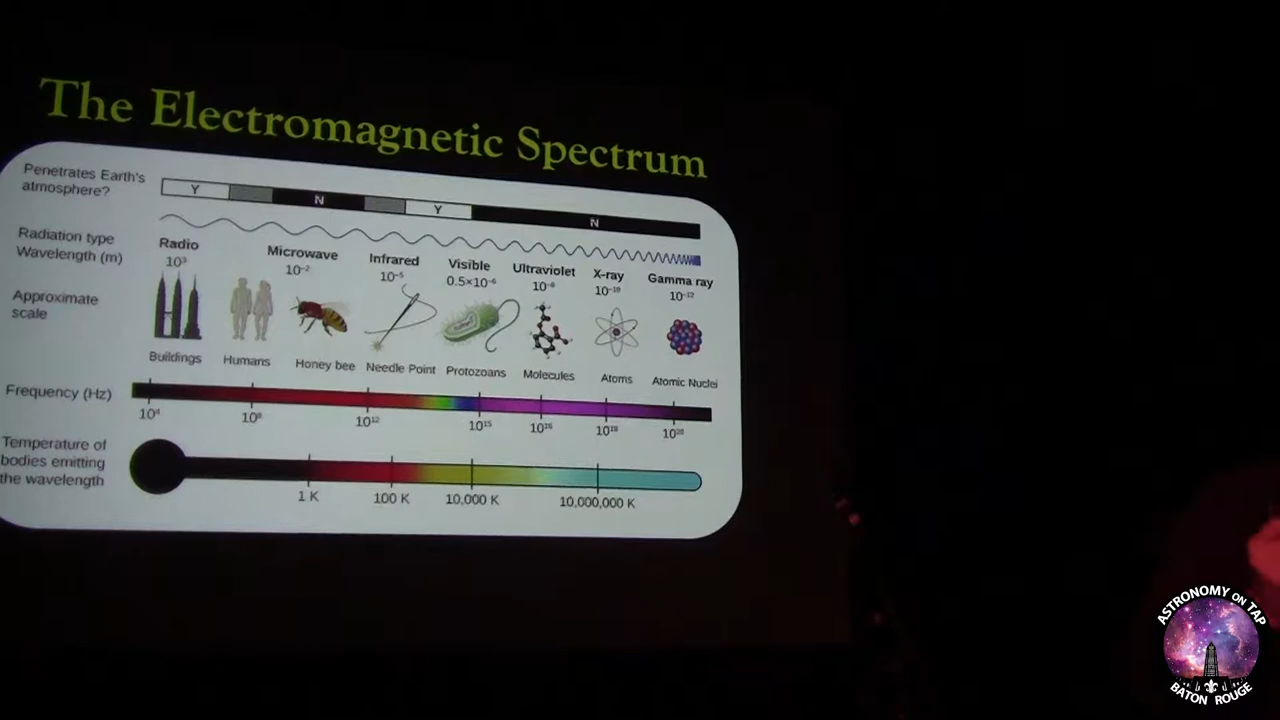 The Electromagnetic Spectrum
Penetrates Earth's
atmosphere?
Y
N
Y
N
Radiation type
Wavelength (m)
Radio
10³
Microwave
10⁻²
Infrared
10⁻⁵
Visible
0.5×10⁻⁶
Ultraviolet
10⁻⁸
X-ray
10⁻¹⁰
Gamma ray
10⁻¹²
Approximate
scale
Buildings
Humans
Honey bee
Needle Point
Protozoans
Molecules
Atoms
Atomic Nuclei
Frequency (Hz)
10⁴
10⁸
10¹²
10¹⁵
10¹⁶
10¹⁸
10²⁰
Temperature of
bodies emitting
the wavelength
1 K
100 K
10,000 K
10,000,000 K
ASTRONOMY ON TAP
BATON ROUGE